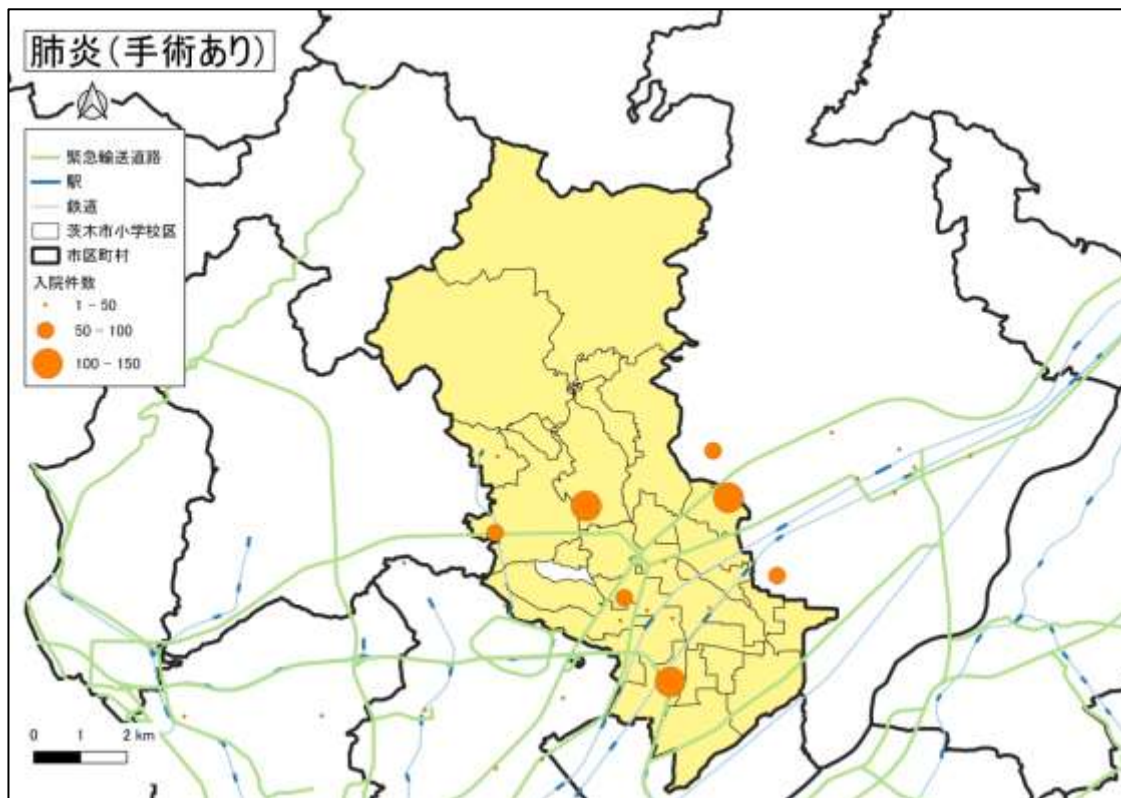 肺炎(手術あり)
緊急輸送道路
駅
鉄道
茨木市小学校区
市区町村
入院件数
1 - 50
50 - 100
100 - 150
0 1 2 km